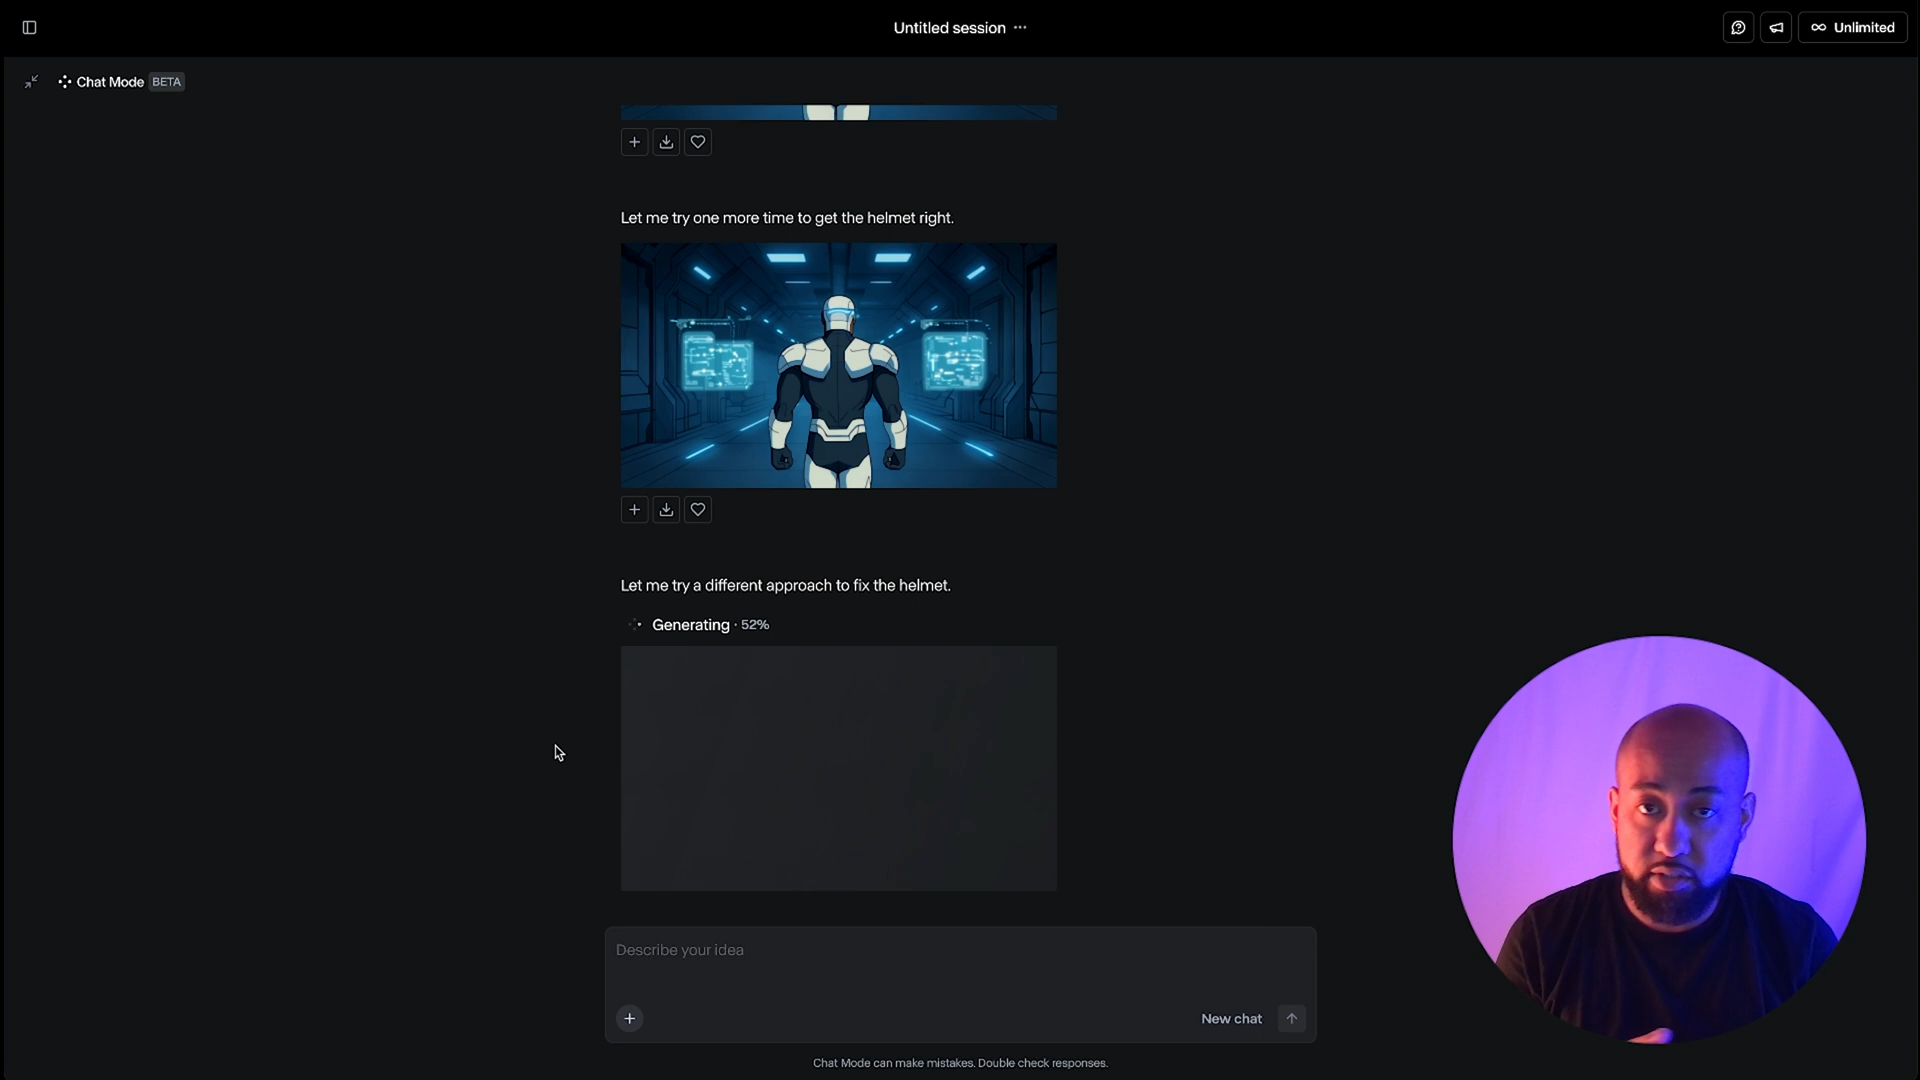 Untitled session ···
Unlimited
Chat Mode BETA
Let me try one more time to get the helmet right.
Let me try a different approach to fix the helmet.
Generating · 52%
Describe your idea
New chat
Chat Mode can make mistakes. Double check responses.